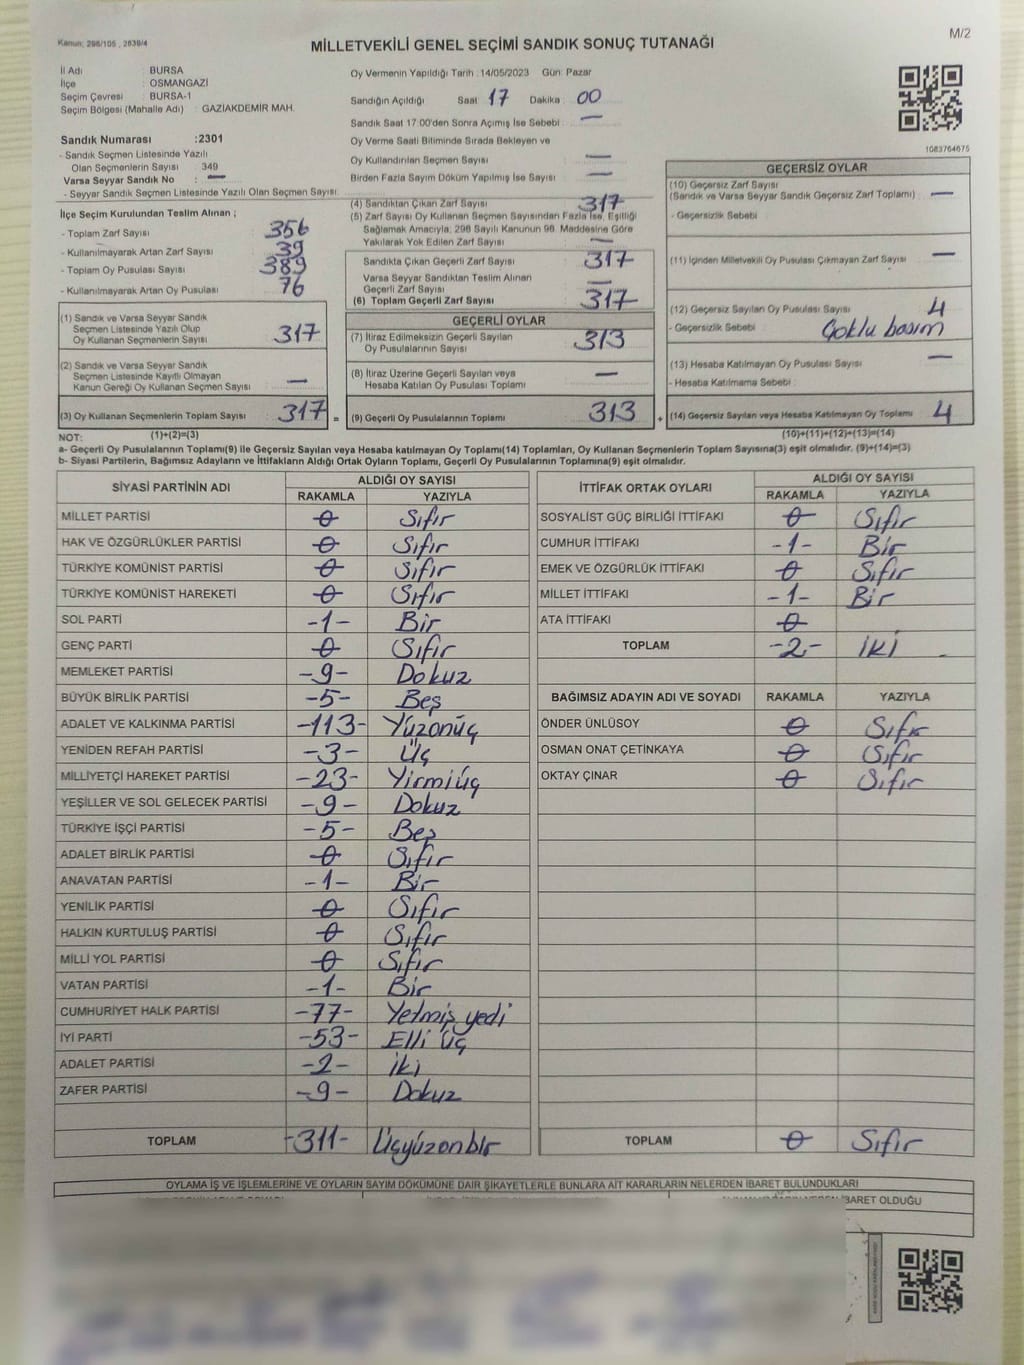 Kanun: 298/105 , 2839/4
M/2
MİLLETVEKİLİ GENEL SEÇİMİ SANDIK SONUÇ TUTANAĞI
İl Adı : BURSA
İlçe : OSMANGAZİ
Seçim Çevresi : BURSA-1
Seçim Bölgesi (Mahalle Adı) : GAZİAKDEMİR MAH.
Sandık Numarası :2301
- Sandık Seçmen Listesinde Yazılı
Olan Seçmenlerin Sayısı 349
Varsa Seyyar Sandık No : —
- Seyyar Sandık Seçmen Listesinde Yazılı Olan Seçmen Sayısı:
Oy Vermenin Yapıldığı Tarih :14/05/2023 Gün: Pazar
Sandığın Açıldığı Saat 17 Dakika : 00
Sandık Saat 17:00'den Sonra Açımış İse Sebebi : —
Oy Verme Saati Bitiminde Sırada Bekleyen ve
Oy Kullandırılan Seçmen Sayısı : —
Birden Fazla Sayım Döküm Yapılmış İse Sayısı : —
1083764675
İlçe Seçim Kurulundan Teslim Alınan ;
- Toplam Zarf Sayısı : 356
- Kullanılmayarak Artan Zarf Sayısı : 39
- Toplam Oy Pusulası Sayısı : 389
- Kullanılmayarak Artan Oy Pusulası : 76
(4) Sandıktan Çıkan Zarf Sayısı : 317
(5) Zarf Sayısı Oy Kullanan Seçmen Sayısından Fazla İse, Eşitliği
Sağlamak Amacıyla, 298 Sayılı Kanunun 98. Maddesine Göre
Yakılarak Yok Edilen Zarf Sayısı : —
Sandıkta Çıkan Geçerli Zarf Sayısı : 317
Varsa Seyyar Sandıktan Teslim Alınan
Geçerli Zarf Sayısı : —
(6) Toplam Geçerli Zarf Sayısı : 317
GEÇERSİZ OYLAR
(10) Geçersiz Zarf Sayısı
(Sandık ve Varsa Seyyar Sandık Geçersiz Zarf Toplamı) : —
- Geçersizlik Sebebi :
(11) İçinden Milletvekili Oy Pusulası Çıkmayan Zarf Sayısı : —
(12) Geçersiz Sayılan Oy Pusulası Sayısı : 4
- Geçersizlik Sebebi : Çoklu basım
(13) Hesaba Katılmayan Oy Pusulası Sayısı : —
- Hesaba Katılmama Sebebi :
(14) Geçersiz Sayılan veya Hesaba Katılmayan Oy Toplamı : 4
(1) Sandık ve Varsa Seyyar Sandık
Seçmen Listesinde Yazılı Olup
Oy Kullanan Seçmenlerin Sayısı : 317
(2) Sandık ve Varsa Seyyar Sandık
Seçmen Listesinde Kayıtlı Olmayan
Kanun Gereği Oy Kullanan Seçmen Sayısı : —
(3) Oy Kullanan Seçmenlerin Toplam Sayısı : 317 =
GEÇERLİ OYLAR
(7) İtiraz Edilmeksizin Geçerli Sayılan
Oy Pusulalarının Sayısı : 313
(8) İtiraz Üzerine Geçerli Sayılan veya
Hesaba Katılan Oy Pusulası Toplamı : —
(9) Geçerli Oy Pusulalarının Toplamı : 313 +
NOT: (1)+(2)=(3)
(10)+(11)+(12)+(13)=(14)
a- Geçerli Oy Pusulalarının Toplamı(9) ile Geçersiz Sayılan veya Hesaba katılmayan Oy Toplamı(14) Toplamları, Oy Kullanan Seçmenlerin Toplam Sayısına(3) eşit olmalıdır. (9)+(14)=(3)
b- Siyasi Partilerin, Bağımsız Adayların ve İttifakların Aldığı Ortak Oyların Toplamı, Geçerli Oy Pusulalarının Toplamına(9) eşit olmalıdır.
SİYASİ PARTİNİN ADI ALDIĞI OY SAYISI
RAKAMLA YAZIYLA
MİLLET PARTİSİ 0 Sıfır
HAK VE ÖZGÜRLÜKLER PARTİSİ 0 Sıfır
TÜRKİYE KOMÜNİST PARTİSİ 0 Sıfır
TÜRKİYE KOMÜNİST HAREKETİ 0 Sıfır
SOL PARTİ -1- Bir
GENÇ PARTİ 0 Sıfır
MEMLEKET PARTİSİ -9- Dokuz
BÜYÜK BİRLİK PARTİSİ -5- Beş
ADALET VE KALKINMA PARTİSİ -113- Yüzonüç
YENİDEN REFAH PARTİSİ -3- Üç
MİLLİYETÇİ HAREKET PARTİSİ -23- Yirmiüç
YEŞİLLER VE SOL GELECEK PARTİSİ -9- Dokuz
TÜRKİYE İŞÇİ PARTİSİ -5- Beş
ADALET BİRLİK PARTİSİ 0 Sıfır
ANAVATAN PARTİSİ -1- Bir
YENİLİK PARTİSİ 0 Sıfır
HALKIN KURTULUŞ PARTİSİ 0 Sıfır
MİLLİ YOL PARTİSİ 0 Sıfır
VATAN PARTİSİ -1- Bir
CUMHURİYET HALK PARTİSİ -77- Yetmiş yedi
İYİ PARTİ -53- Elli üç
ADALET PARTİSİ -2- İki
ZAFER PARTİSİ -9- Dokuz
TOPLAM -311- Üçyüzonbir
İTTİFAK ORTAK OYLARI ALDIĞI OY SAYISI
RAKAMLA YAZIYLA
SOSYALİST GÜÇ BİRLİĞİ İTTİFAKI 0 Sıfır
CUMHUR İTTİFAKI -1- Bir
EMEK VE ÖZGÜRLÜK İTTİFAKI 0 Sıfır
MİLLET İTTİFAKI -1- Bir
ATA İTTİFAKI 0
TOPLAM -2- İKİ
BAĞIMSIZ ADAYIN ADI VE SOYADI RAKAMLA YAZIYLA
ÖNDER ÜNLÜSOY 0 Sıfır
OSMAN ONAT ÇETİNKAYA 0 Sıfır
OKTAY ÇINAR 0 Sıfır
TOPLAM 0 Sıfır
OYLAMA İŞ VE İŞLEMLERİNE VE OYLARIN SAYIM DÖKÜMÜNE DAİR ŞİKAYETLERLE BUNLARA AİT KARARLARIN NELERDEN İBARET BULUNDUKLARI
İBARET OLDUĞU